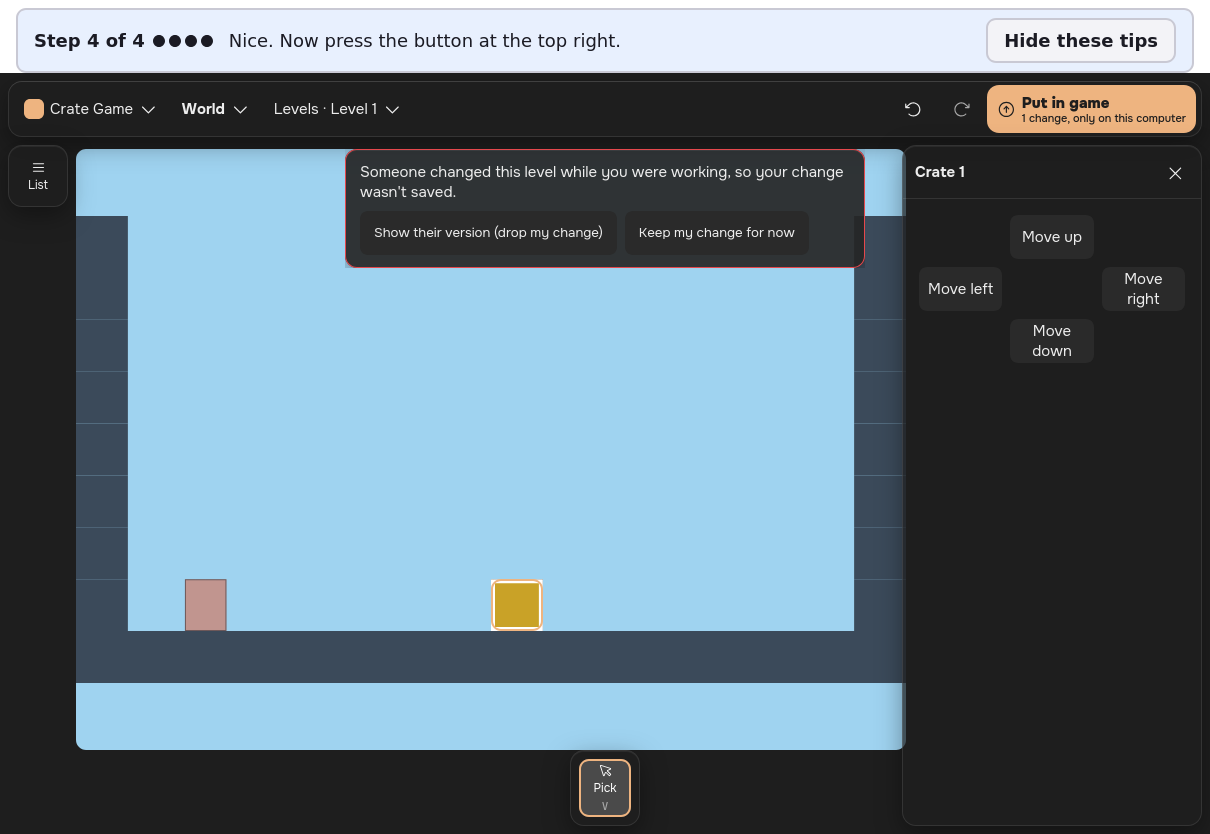 Step 4 of 4 ●●●● Nice. Now press the button at the top right.
Hide these tips
Crate Game
World
Levels · Level 1
Put in game
1 change, only on this computer
List
Someone changed this level while you were working, so your change
wasn't saved.
Show their version (drop my change)
Keep my change for now
Crate 1
Move up
Move left
Move
right
Move
down
Pick
V